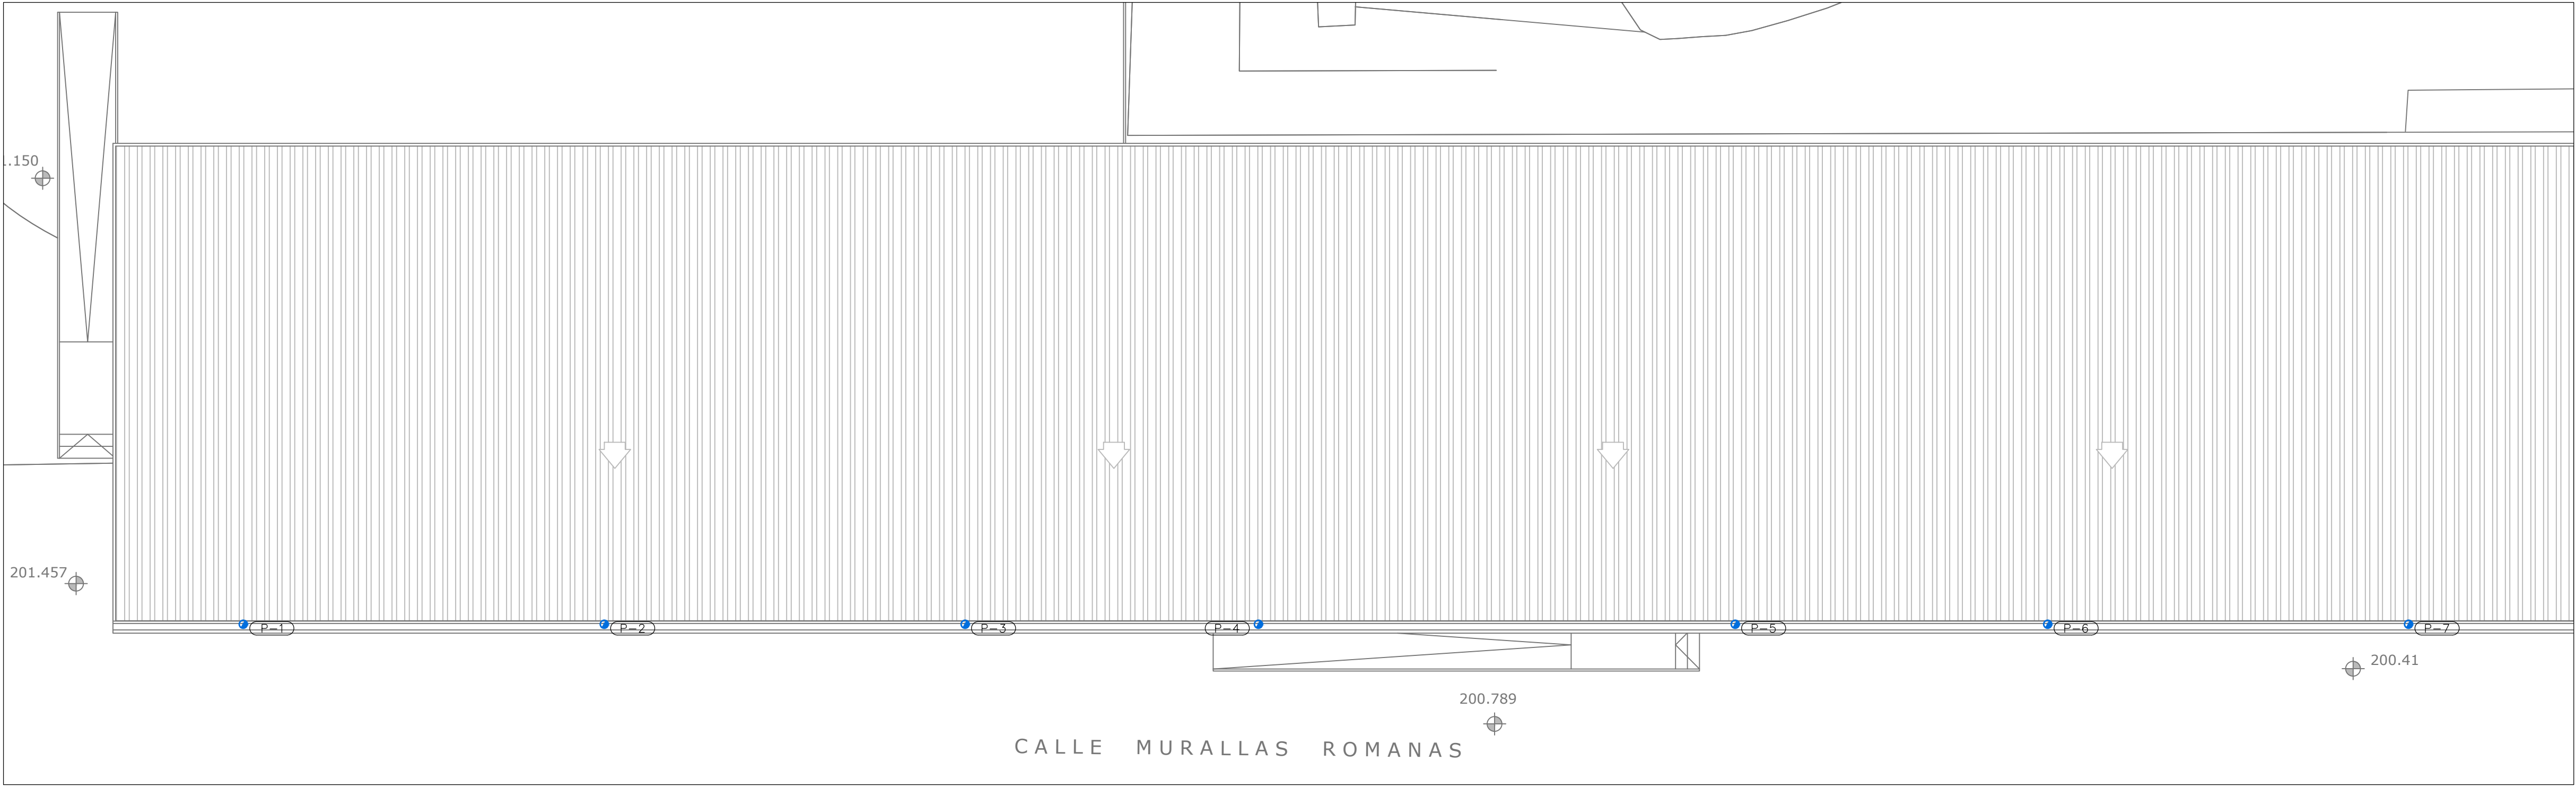 .150
201.457
P-1
P-2
P-3
P-4
P-5
P-6
P-7
200.41
200.789
CALLE MURALLAS ROMANAS